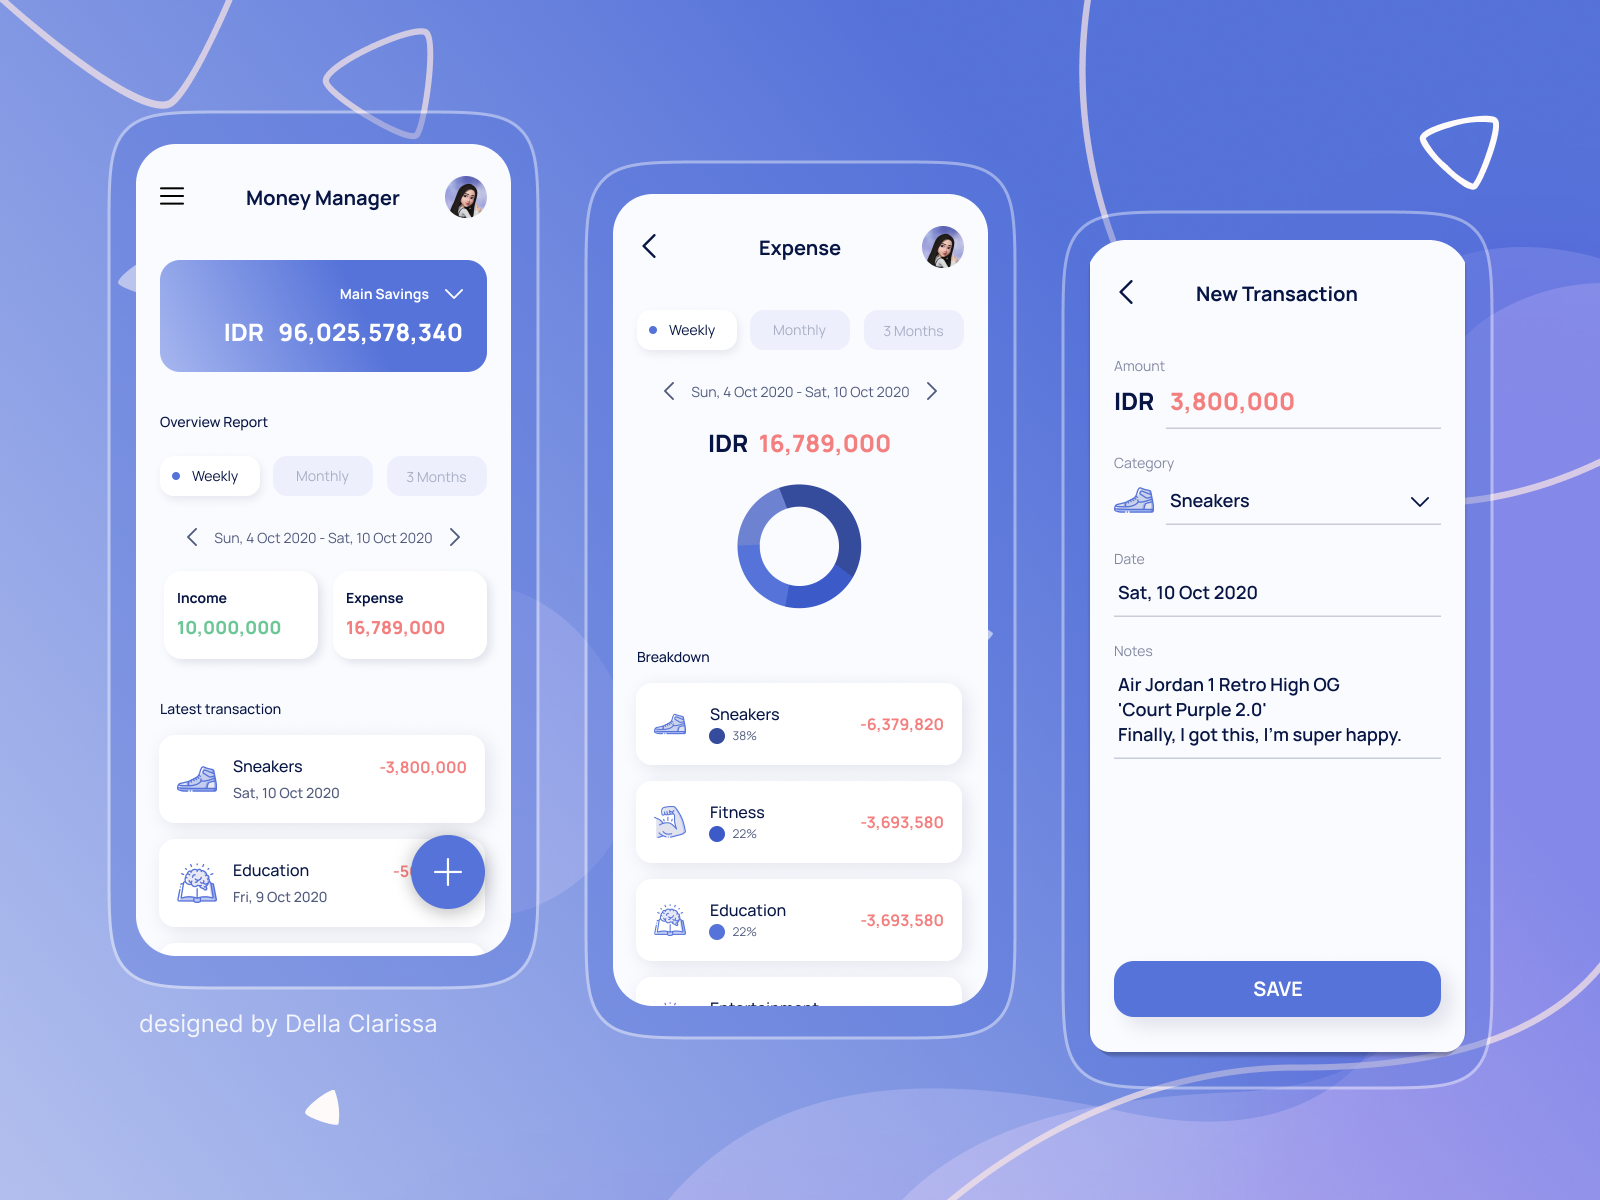 Money Manager
Main Savings
IDR 96,025,578,340
Overview Report
Weekly
Monthly
3 Months
Sun, 4 Oct 2020 - Sat, 10 Oct 2020
Income
10,000,000
Expense
16,789,000
Latest transaction
Sneakers
-3,800,000
Sat, 10 Oct 2020
Education
Fri, 9 Oct 2020
designed by Della Clarissa
Expense
Weekly
Monthly
3 Months
Sun, 4 Oct 2020 - Sat, 10 Oct 2020
IDR 16,789,000
Breakdown
Sneakers
38%
-6,379,820
Fitness
22%
-3,693,580
Education
22%
-3,693,580
Entertainment
New Transaction
Amount
IDR 3,800,000
Category
Sneakers
Date
Sat, 10 Oct 2020
Notes
Air Jordan 1 Retro High OG
'Court Purple 2.0'
Finally, I got this, I'm super happy.
SAVE